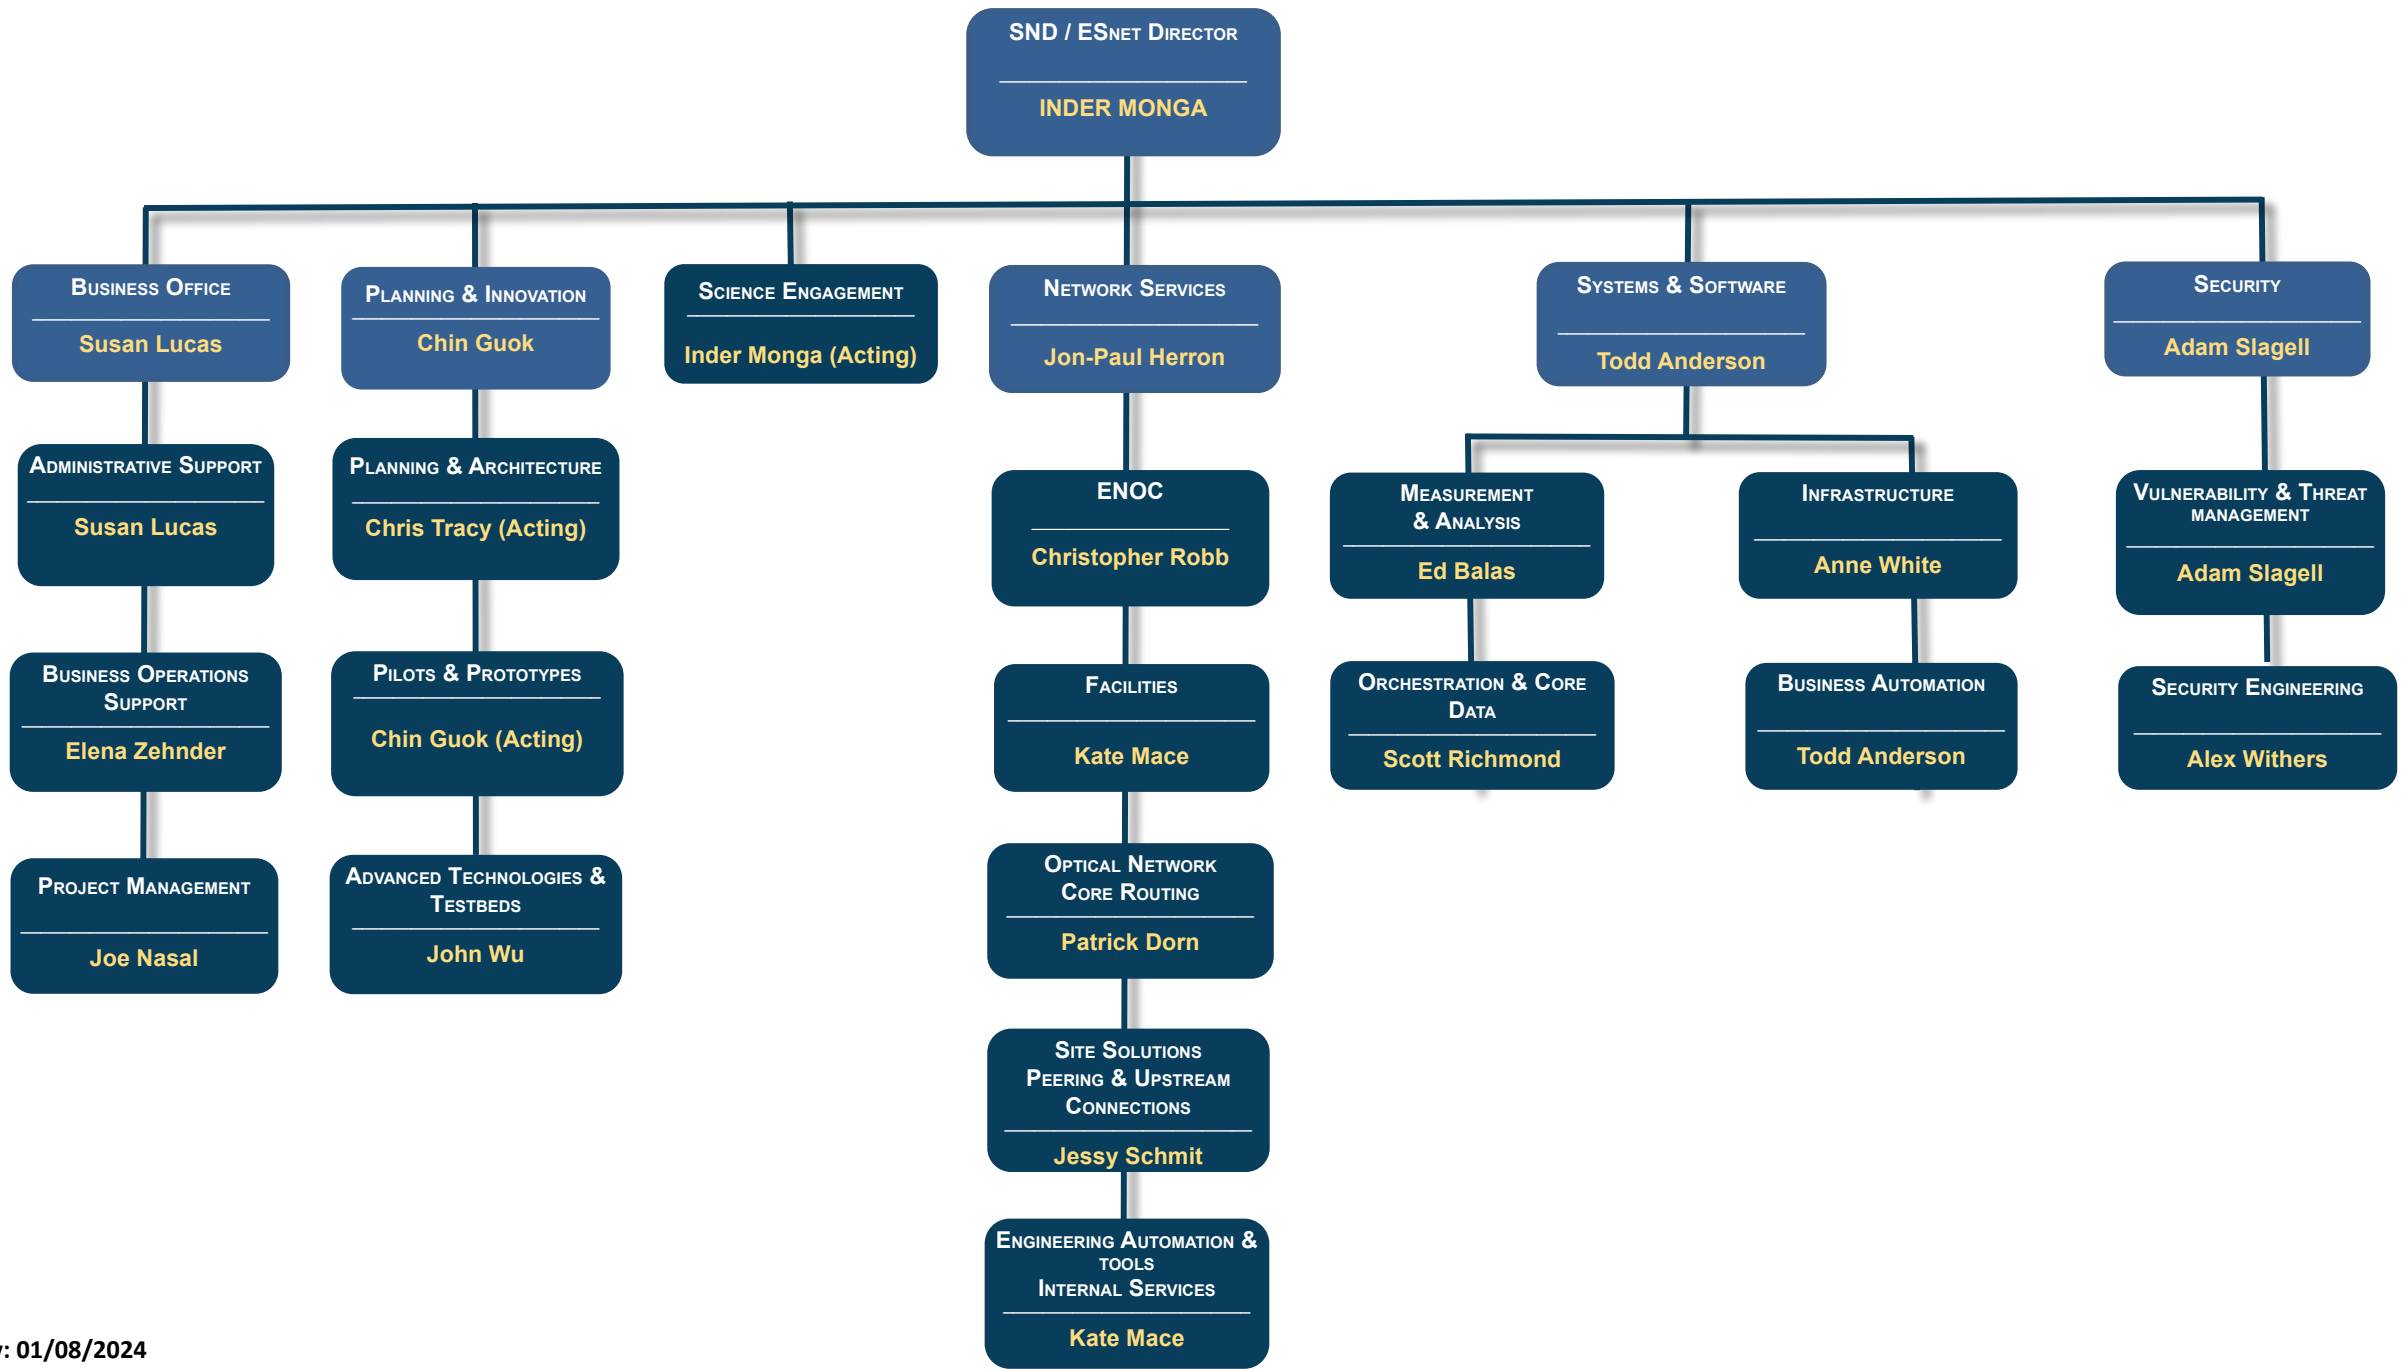 SND / ESnet Director
INDER MONGA
Business Office
Susan Lucas
Planning & Innovation
Chin Guok
Science Engagement
Inder Monga (Acting)
Network Services
Jon-Paul Herron
Systems & Software
Todd Anderson
Security
Adam Slagell
Administrative Support
Susan Lucas
Business Operations
Support
Elena Zehnder
Project Management
Joe Nasal
Planning & Architecture
Chris Tracy (Acting)
Pilots & Prototypes
Chin Guok (Acting)
Advanced Technologies &
Testbeds
John Wu
ENOC
Christopher Robb
Facilities
Kate Mace
Optical Network
Core Routing
Patrick Dorn
Site Solutions
Peering & Upstream
Connections
Jessy Schmit
Engineering Automation &
tools
Internal Services
Kate Mace
Measurement
& Analysis
Ed Balas
Orchestration & Core
Data
Scott Richmond
Infrastructure
Anne White
Business Automation
Todd Anderson
Vulnerability & Threat
management
Adam Slagell
Security Engineering
Alex Withers
: 01/08/2024